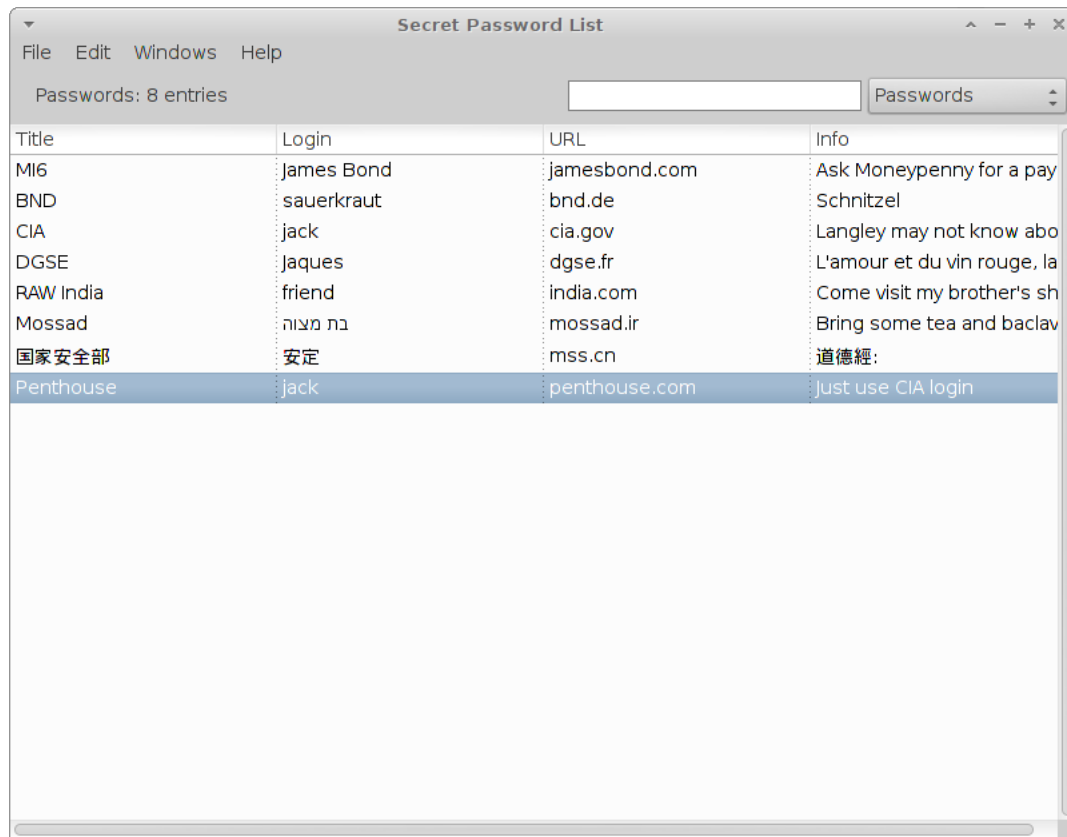 Secret Password List
File Edit Windows Help
Passwords: 8 entries Passwords
Title Login URL Info
MI6 James Bond jamesbond.com Ask Moneypenny for a pay
BND sauerkraut bnd.de Schnitzel
CIA jack cia.gov Langley may not know abo
DGSE Jaques dgse.fr L'amour et du vin rouge, la
RAW India friend india.com Come visit my brother's sh
Mossad בת מצוה mossad.ir Bring some tea and baclav
国家安全部 安定 mss.cn 道德經:
Penthouse jack penthouse.com Just use CIA login